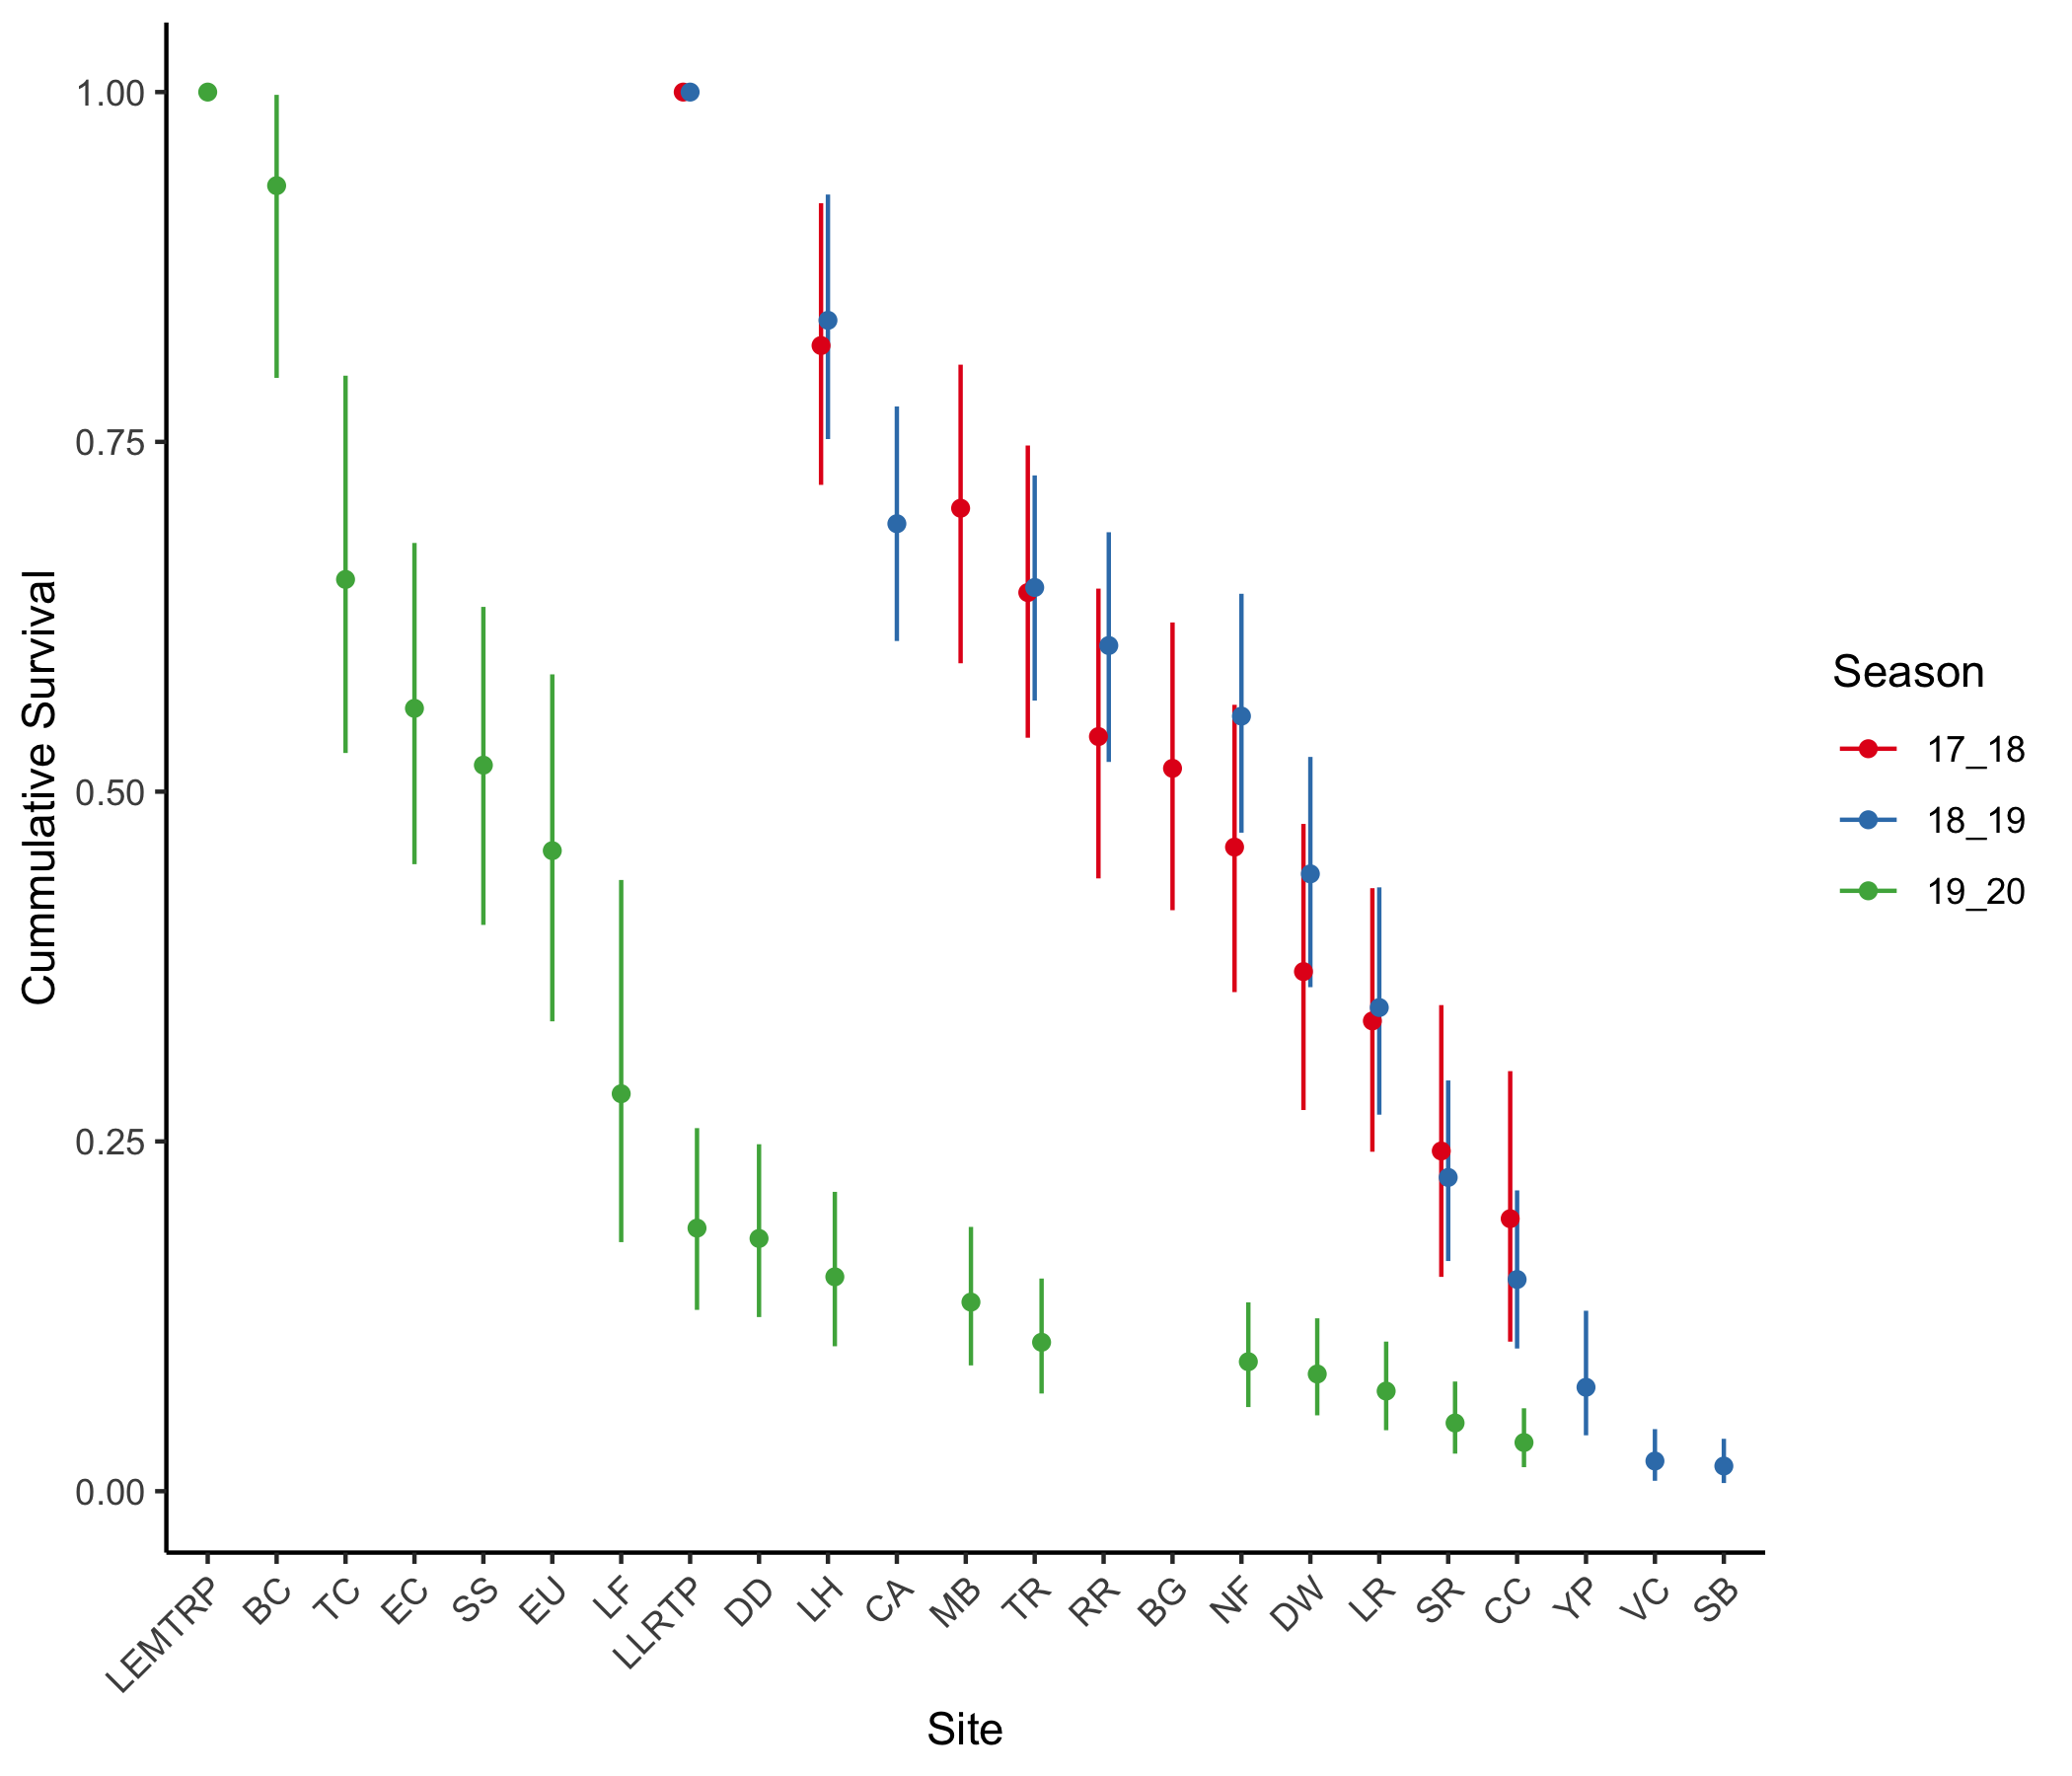 Cummulative Survival
1.00
0.75
0.50
0.25
0.00
LEMTRP
BC
TC
EC
SS
EU
LF
LLRTP
DD
LH
CA
MB
TR
RR
BG
NF
DW
LR
SR
CC
YP
VC
SB
Site
Season
17_18
18_19
19_20